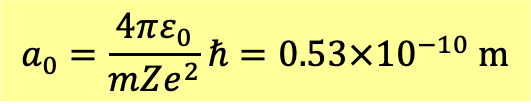 a₀ = 4πε₀/mZe² ℏ = 0.53×10⁻¹⁰ m